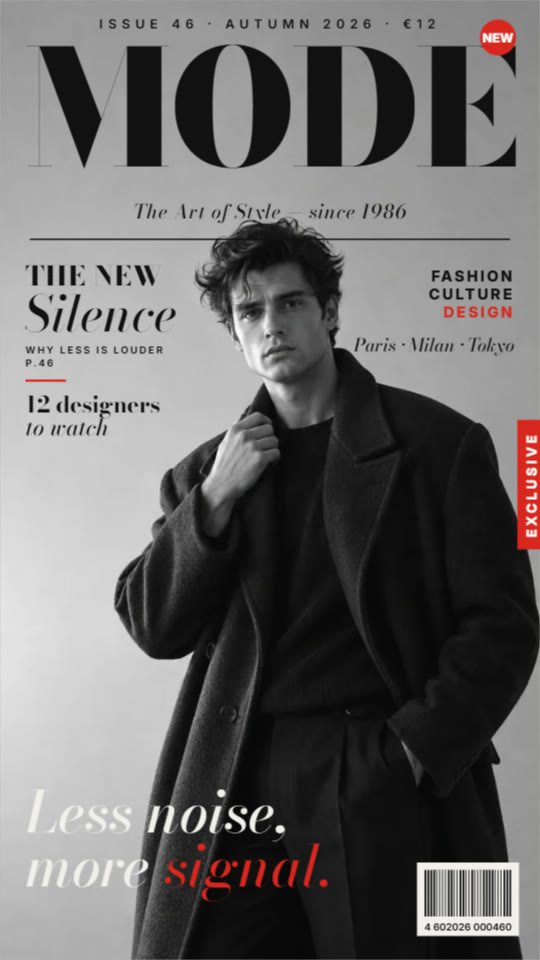 ISSUE 46 · AUTUMN 2026 · €12
NEW
MODE
The Art of Style — since 1986
THE NEW
Silence
WHY LESS IS LOUDER
P.46
12 designers
to watch
FASHION
CULTURE
DESIGN
Paris · Milan · Tokyo
EXCLUSIVE
Less noise,
more signal.
4 602026 000460